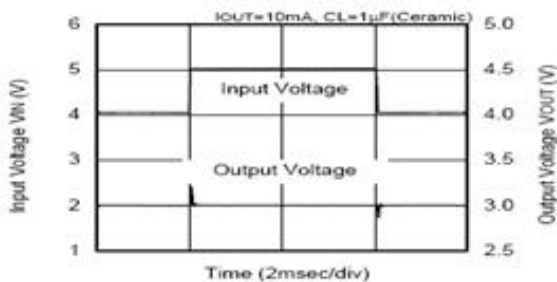 IOUT=10mA, CL=1μF(Ceramic)
6
5
4
3
2
1
Input Voltage VIN (V)
Input Voltage
Output Voltage
5.0
4.5
4.0
3.5
3.0
2.5
Output Voltage VOUT (V)
Time (2msec/div)